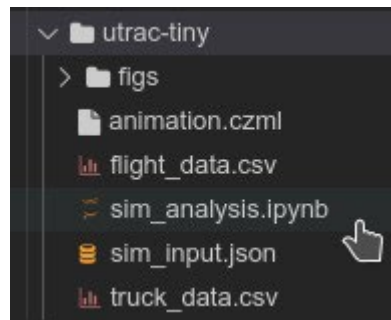 utrac-tiny
figs
animation.czml
flight_data.csv
sim_analysis.ipynb
sim_input.json
truck_data.csv